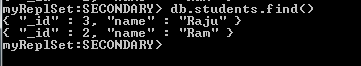 myReplSet:SECONDARY> db.students.find()
{ "_id" : 3, "name" : "Raju" }
{ "_id" : 2, "name" : "Ram" }
myReplSet:SECONDARY>